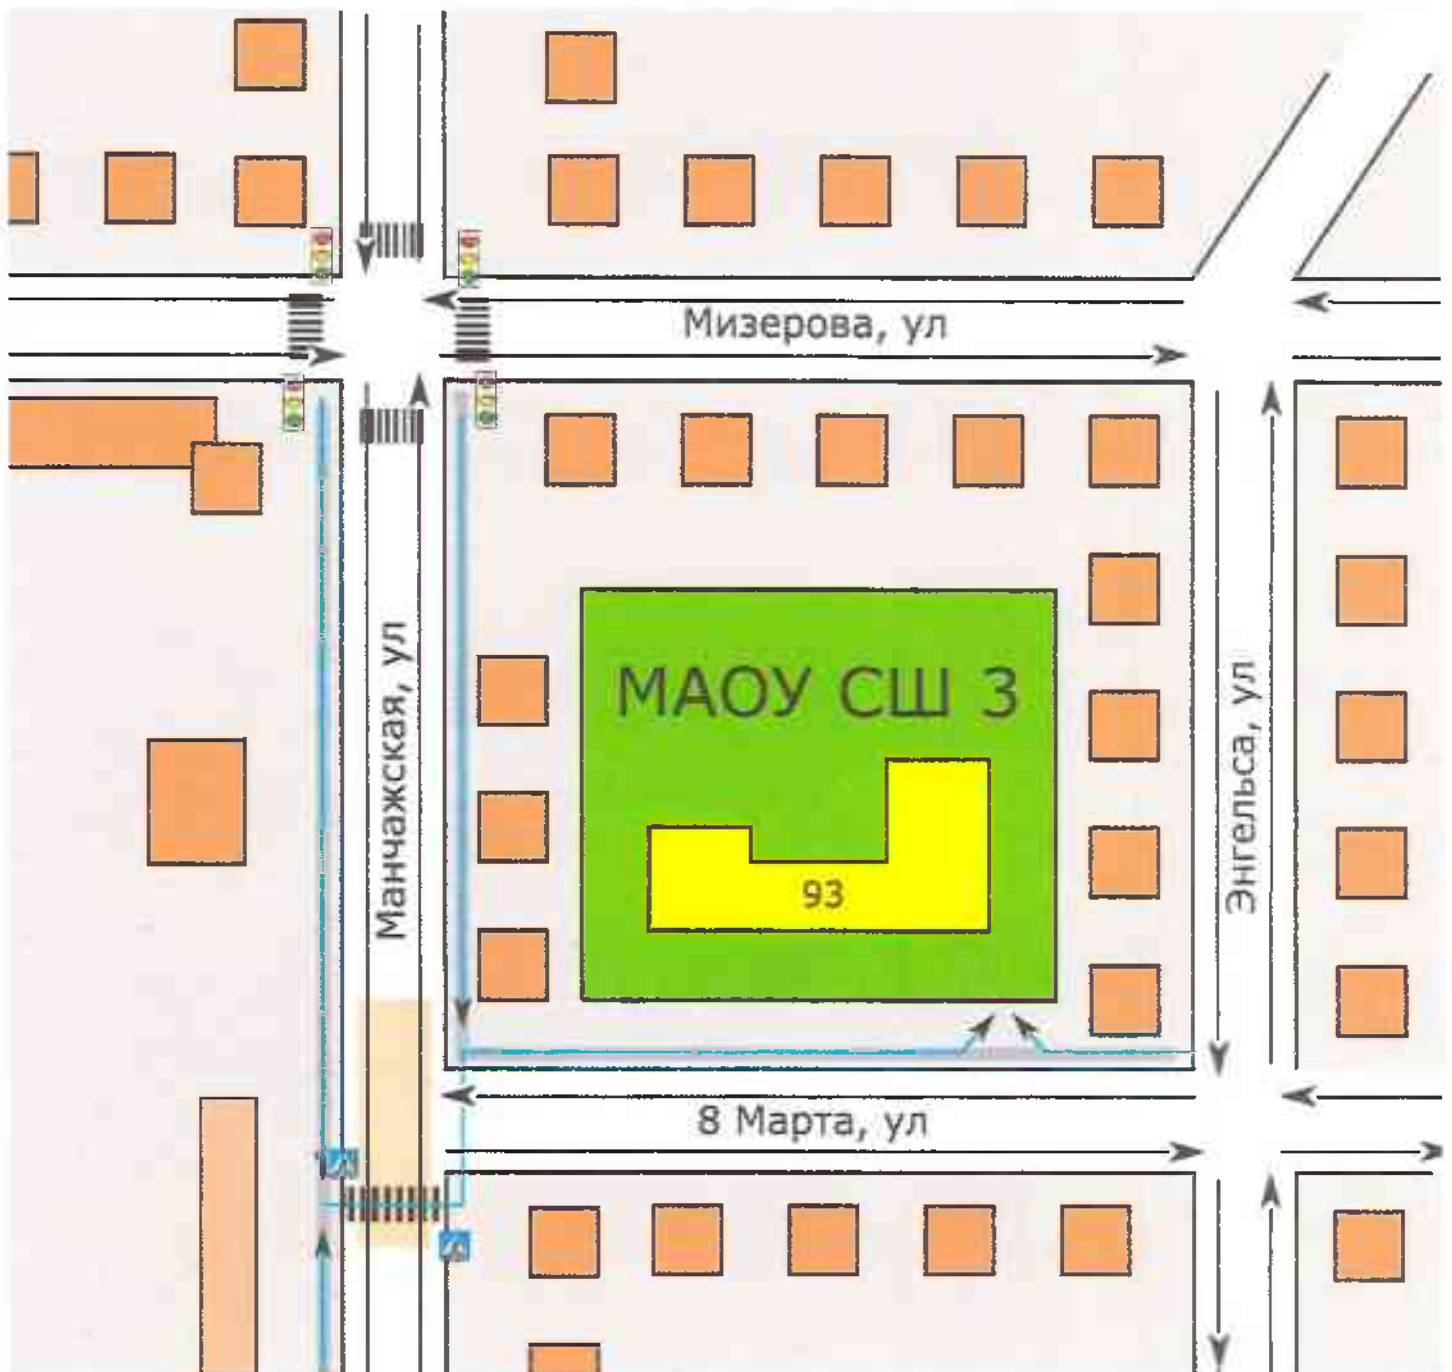 Мизерова, ул
Манчажская, ул
МАОУ СШ 3
Энгельса, ул
93
8 Марта, ул